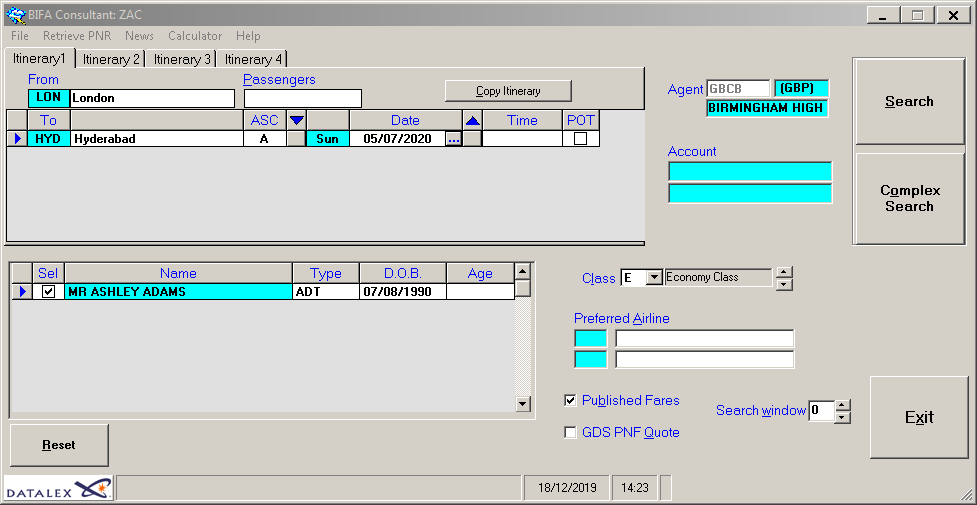 BIFA Consultant: ZAC
File Retrieve PNR News Calculator Help
Itinerary1 Itinerary 2 Itinerary 3 Itinerary 4
From Passengers
LON London
Copy Itinerary
To ASC Date Time POT
HYD Hyderabad A Sun 05/07/2020 ...
Agent GBCB (GBP)
BIRMINGHAM HIGH
Account
Search
Complex
Search
Sel Name Type D.O.B. Age
MR ASHLEY ADAMS ADT 07/08/1990
Class E Economy Class
Preferred Airline
Published Fares
GDS PNF Quote
Search window 0
Exit
Reset
DATALEX 18/12/2019 14:23